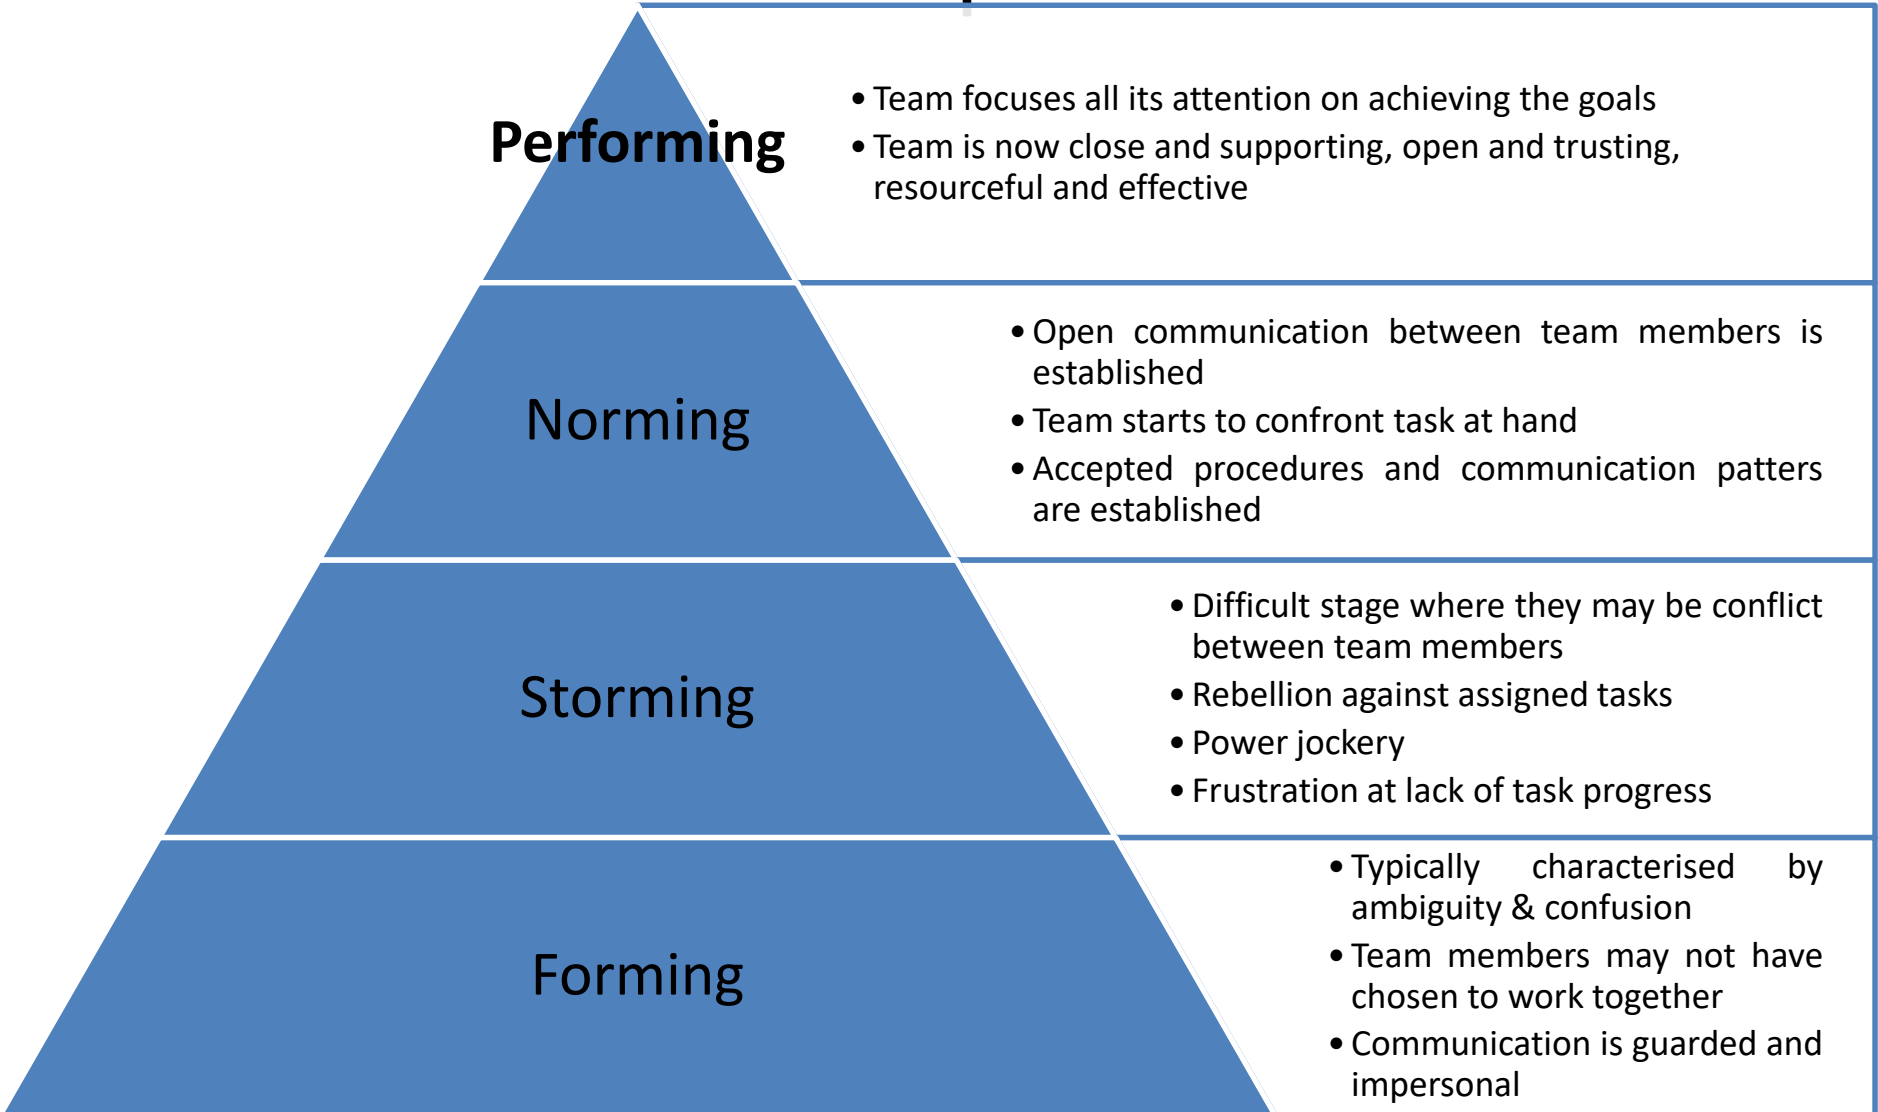 Performing
• Team focuses all its attention on achieving the goals
• Team is now close and supporting, open and trusting,
resourceful and effective
Norming
• Open communication between team members is
established
• Team starts to confront task at hand
• Accepted procedures and communication patters
are established
Storming
• Difficult stage where they may be conflict
between team members
• Rebellion against assigned tasks
• Power jockery
• Frustration at lack of task progress
Forming
• Typically characterised by
ambiguity & confusion
• Team members may not have
chosen to work together
• Communication is guarded and
impersonal